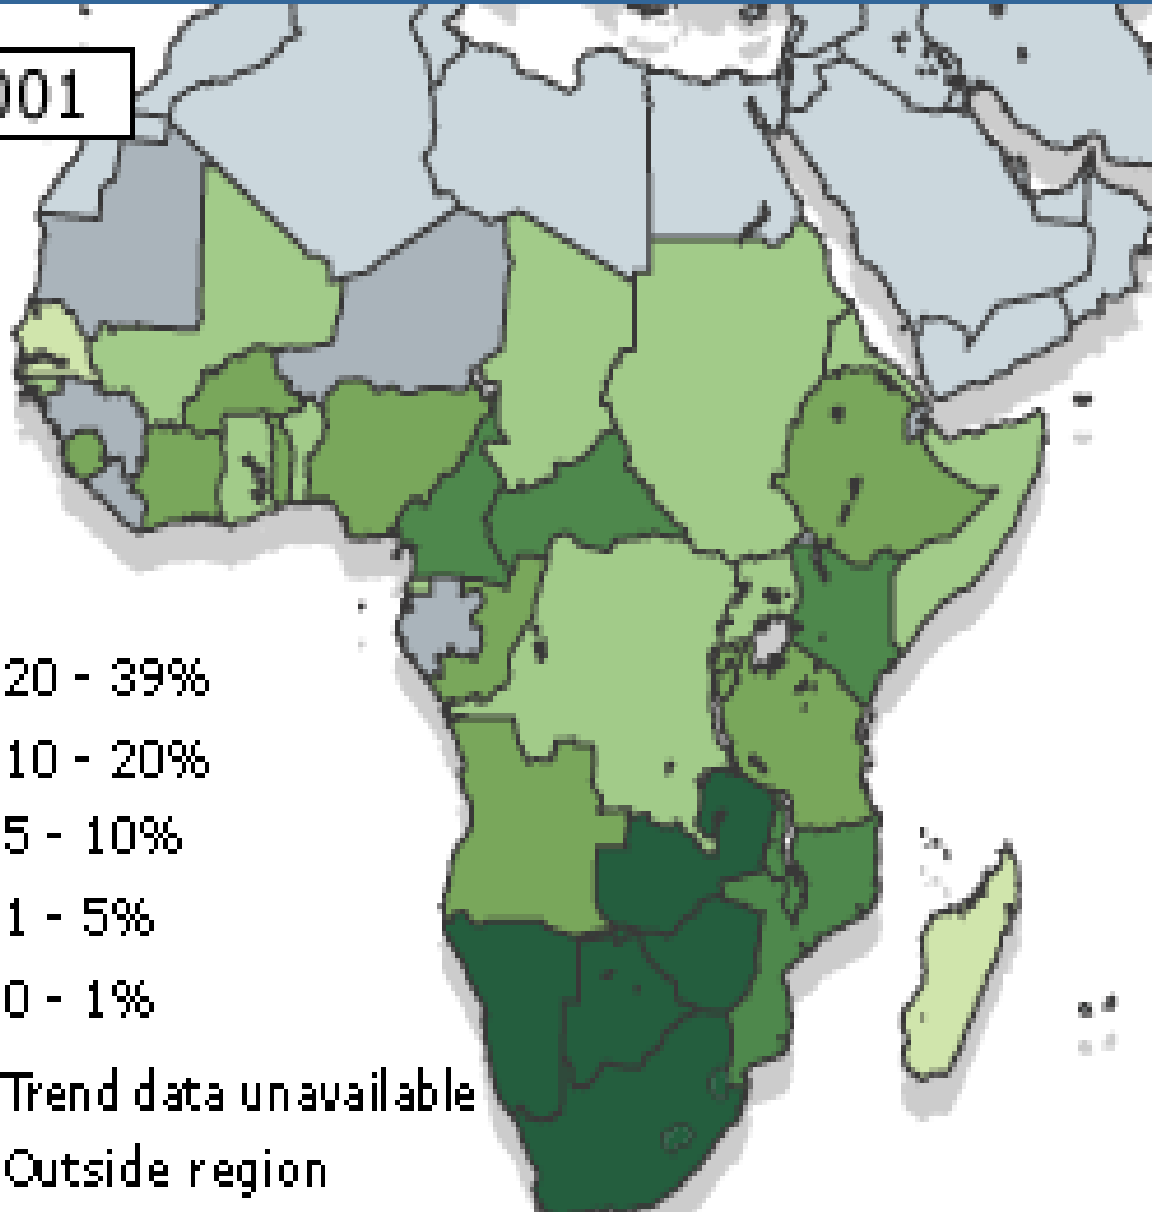 001
20 - 39%
10 - 20%
5 - 10%
1 - 5%
0 - 1%
Trend data unavailable
Outside region